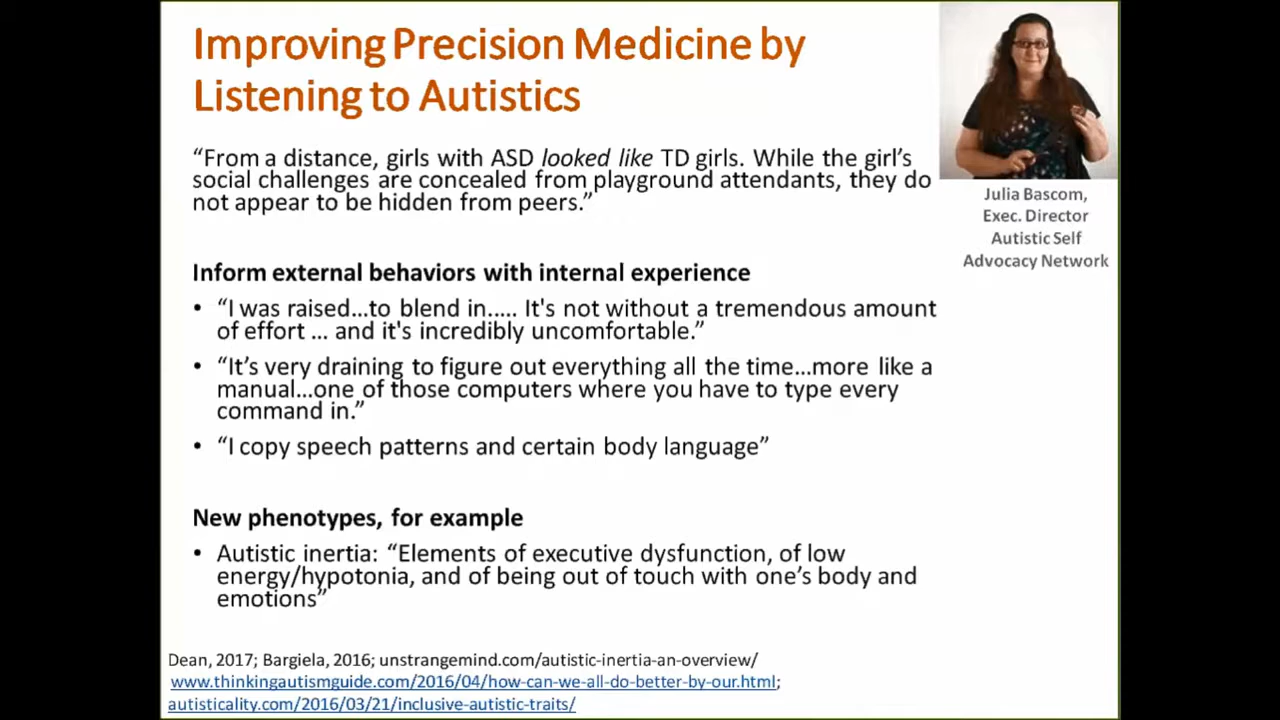 Improving Precision Medicine by
Listening to Autistics
“From a distance, girls with ASD looked like TD girls. While the girl’s
social challenges are concealed from playground attendants, they do
not appear to be hidden from peers.”
Julia Bascom,
Exec. Director
Autistic Self
Advocacy Network
Inform external behaviors with internal experience
• “I was raised...to blend in..... It's not without a tremendous amount
of effort ... and it's incredibly uncomfortable.”
• “It’s very draining to figure out everything all the time...more like a
manual...one of those computers where you have to type every
command in.”
• “I copy speech patterns and certain body language”
New phenotypes, for example
• Autistic inertia: “Elements of executive dysfunction, of low
energy/hypotonia, and of being out of touch with one’s body and
emotions”
Dean, 2017; Bargiela, 2016; unstrangemind.com/autistic-inertia-an-overview/
www.thinkingautismguide.com/2016/04/how-can-we-all-do-better-by-our.html;
autisticality.com/2016/03/21/inclusive-autistic-traits/